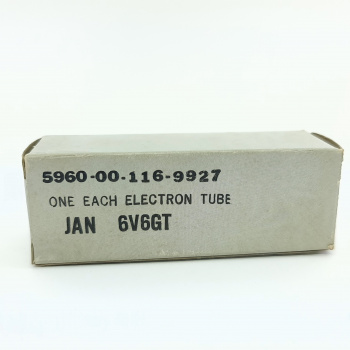 5960-00-116-9927
ONE EACH ELECTRON TUBE
JAN 6V6GT